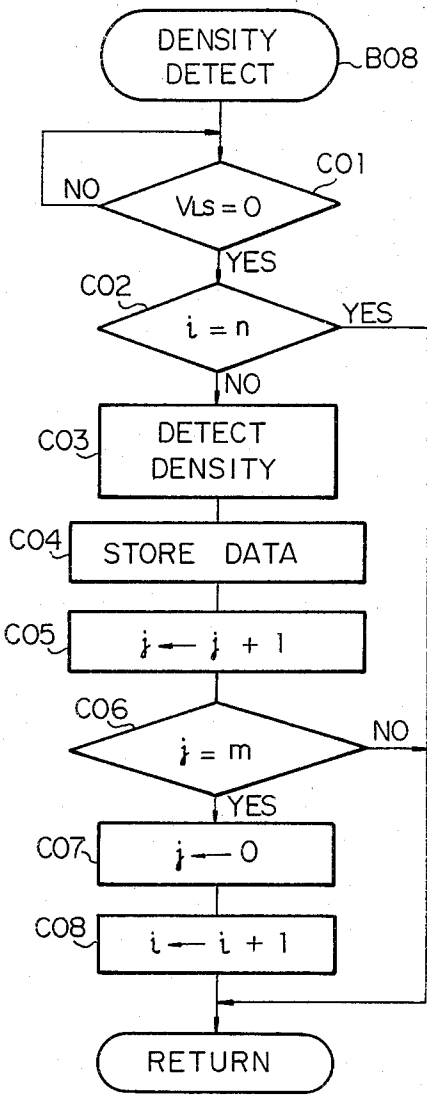 DENSITY
DETECT
B08
C01
NO
VLS = 0
YES
C02
YES
i = n
NO
C03
DETECT
DENSITY
C04
STORE DATA
C05
j ← j + 1
C06
NO
j = m
YES
C07
j ← 0
C08
i ← i + 1
RETURN